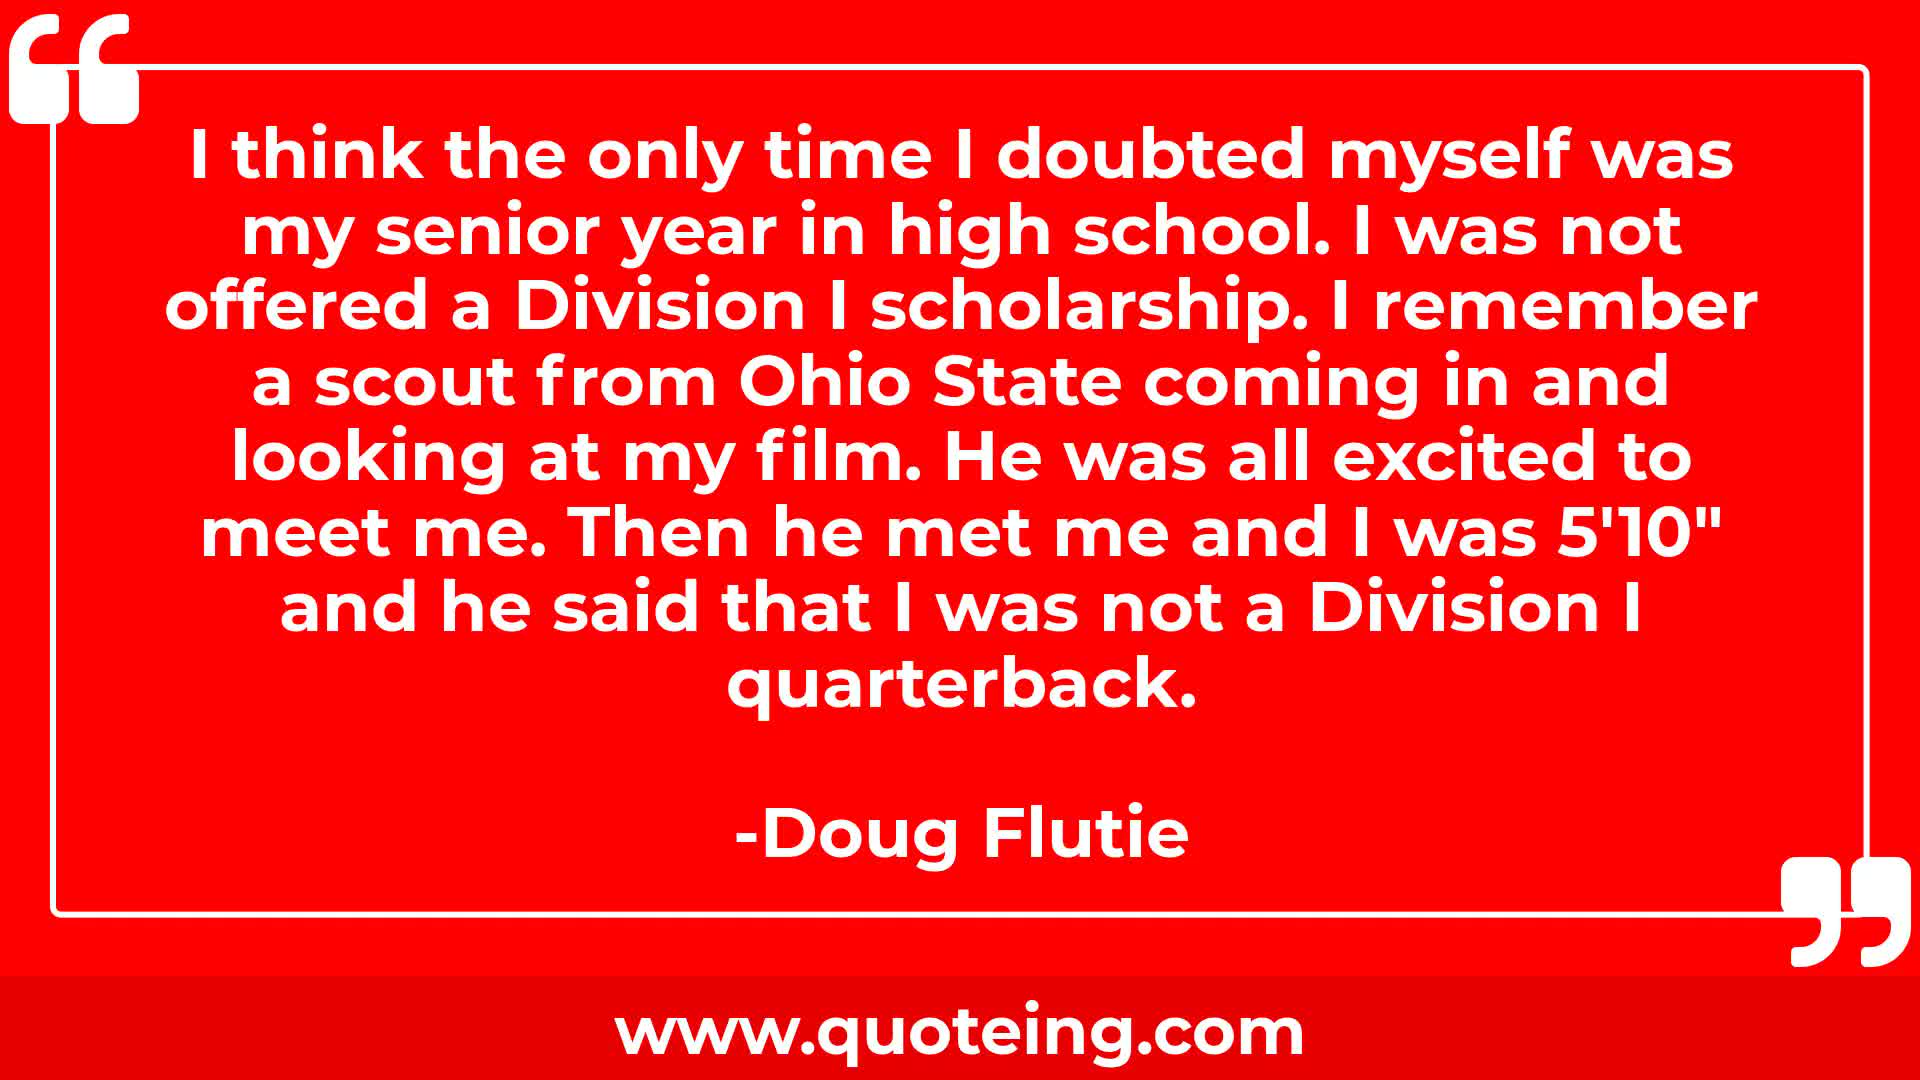 I think the only time I doubted myself was
my senior year in high school. I was not
offered a Division I scholarship. I remember
a scout from Ohio State coming in and
looking at my film. He was all excited to
meet me. Then he met me and I was 5'10"
and he said that I was not a Division I
quarterback.
-Doug Flutie
www.quoteing.com